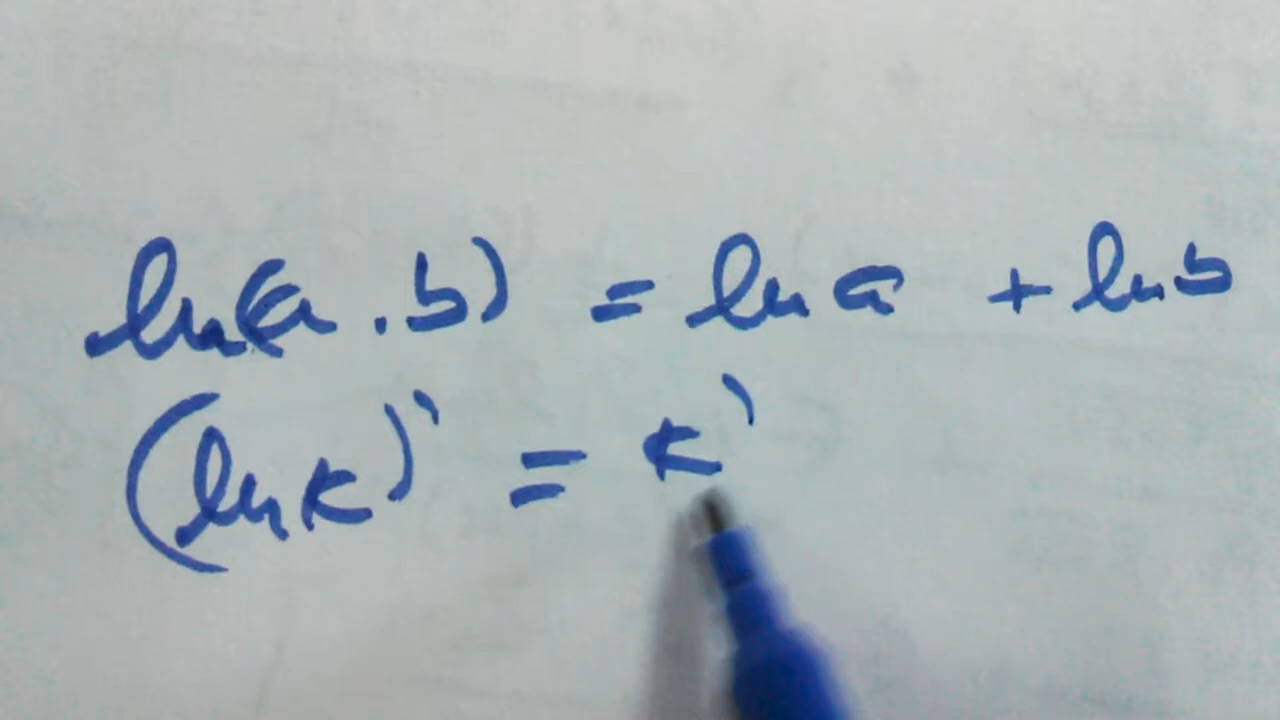 ln(a.b) = ln a + ln b
(ln k)' = k'